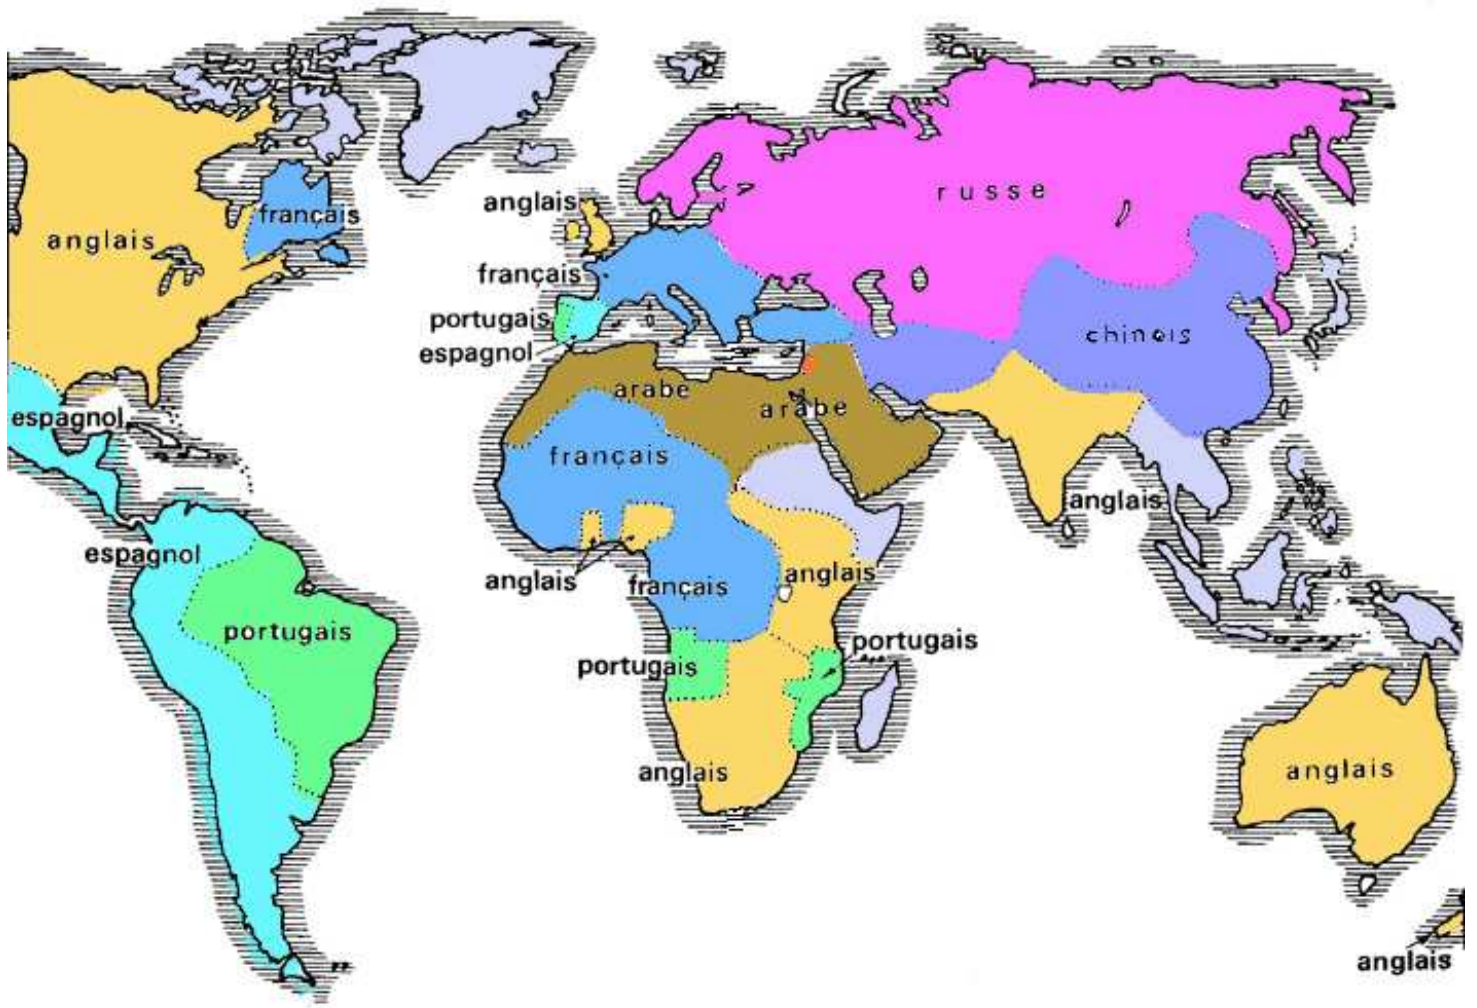 anglais
français
russe
anglais
français
portugais
espagnol
chinois
espagnol
arabe
arabe
français
anglais
espagnol
anglais
français
anglais
portugais
portugais
portugais
anglais
anglais
anglais